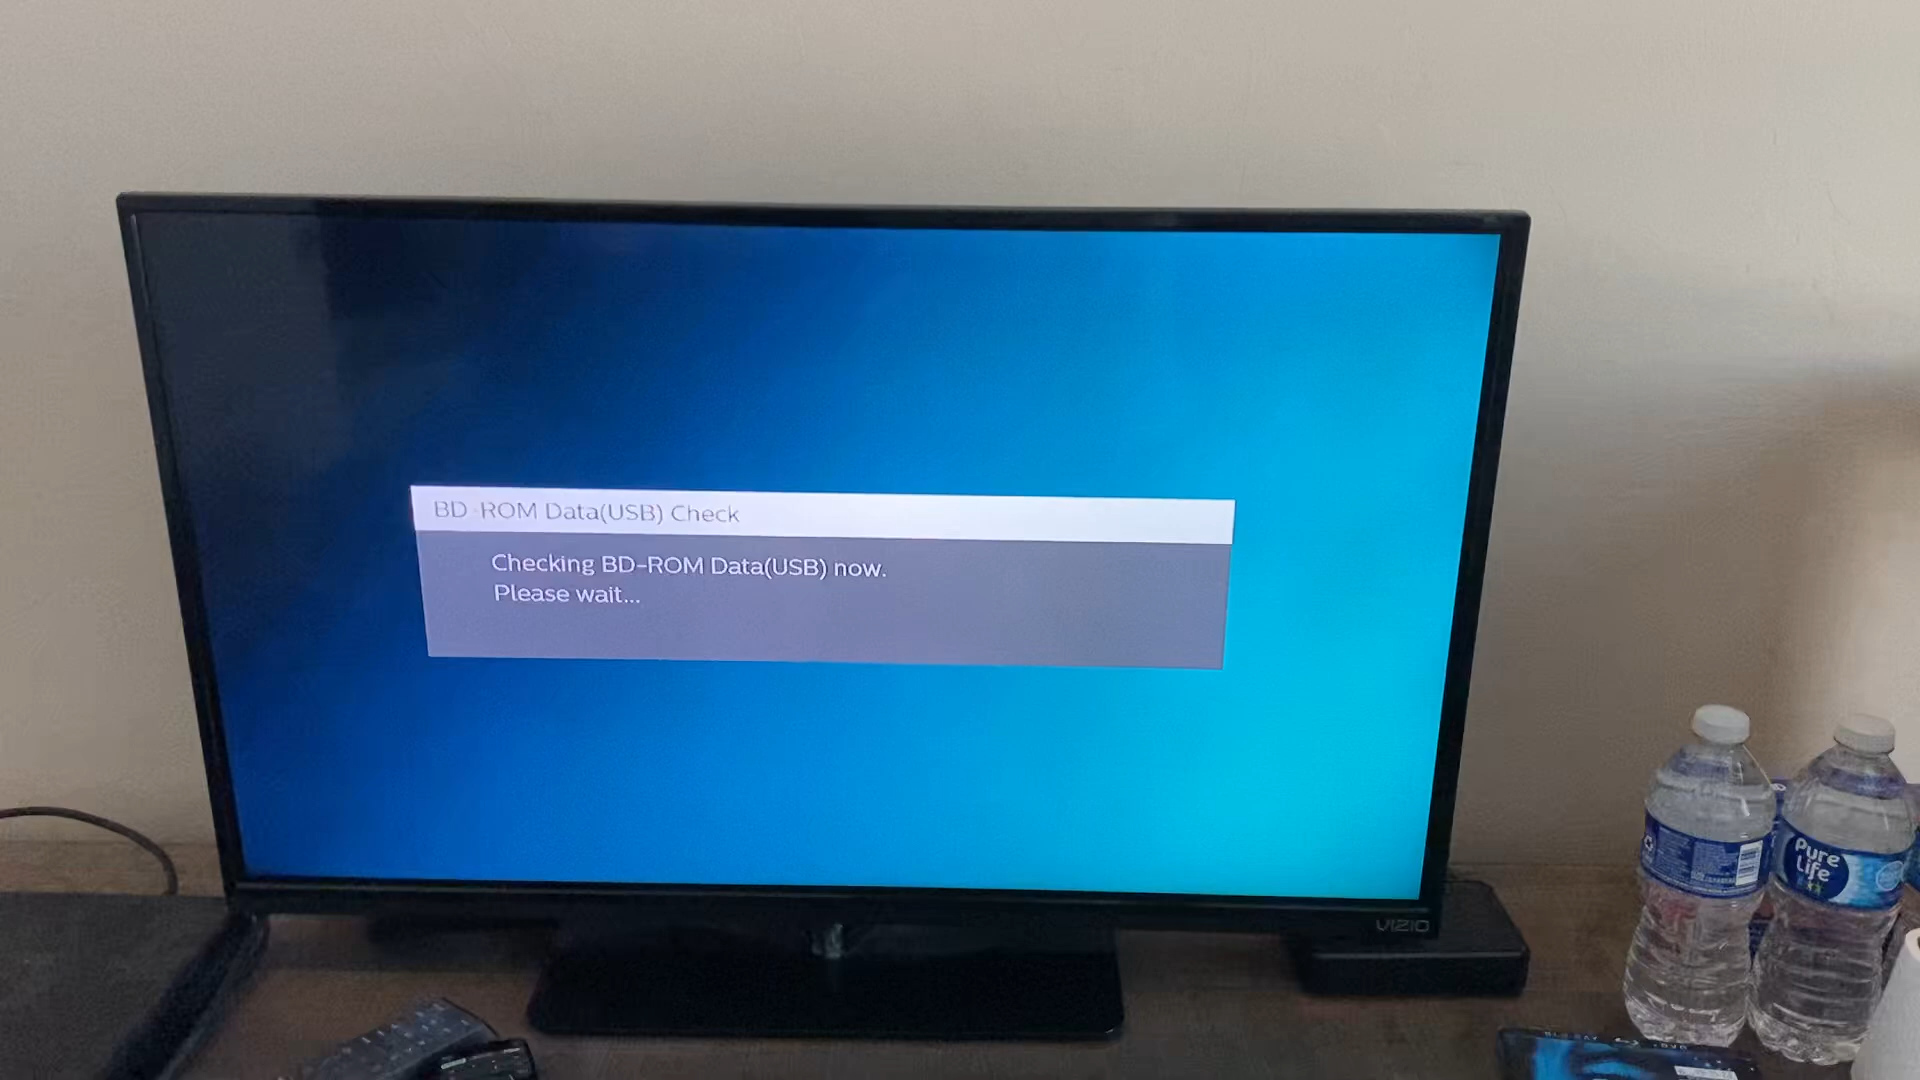 BD-ROM Data(USB) Check
Checking BD-ROM Data(USB) now.
Please wait...
VIZIO
Pure
Life